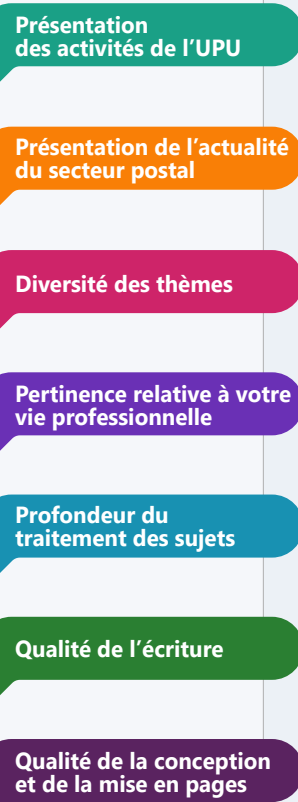 Présentation
des activités de l’UPU
Présentation de l’actualité
du secteur postal
Diversité des thèmes
Pertinence relative à votre
vie professionnelle
Profondeur du
traitement des sujets
Qualité de l’écriture
Qualité de la conception
et de la mise en pages